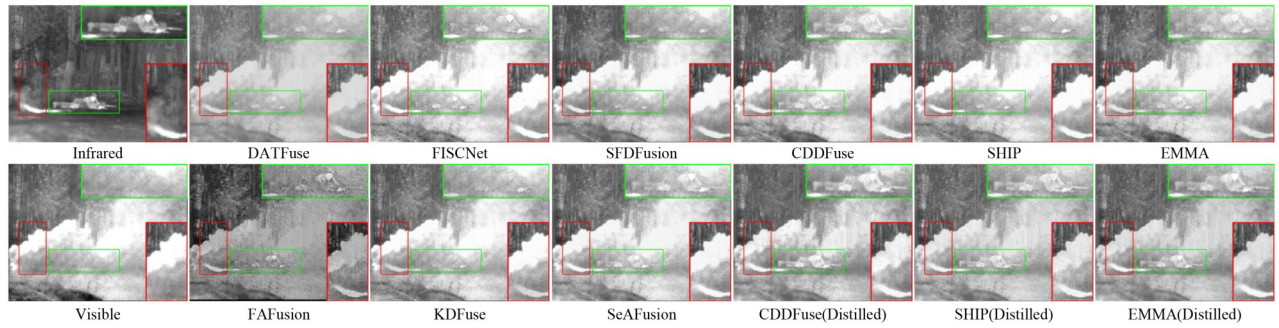 Infrared DATFuse FISCNet SFDFusion CDDFuse SHIP EMMA
Visible FAFusion KDFuse SeAFusion CDDFuse(Distilled) SHIP(Distilled) EMMA(Distilled)